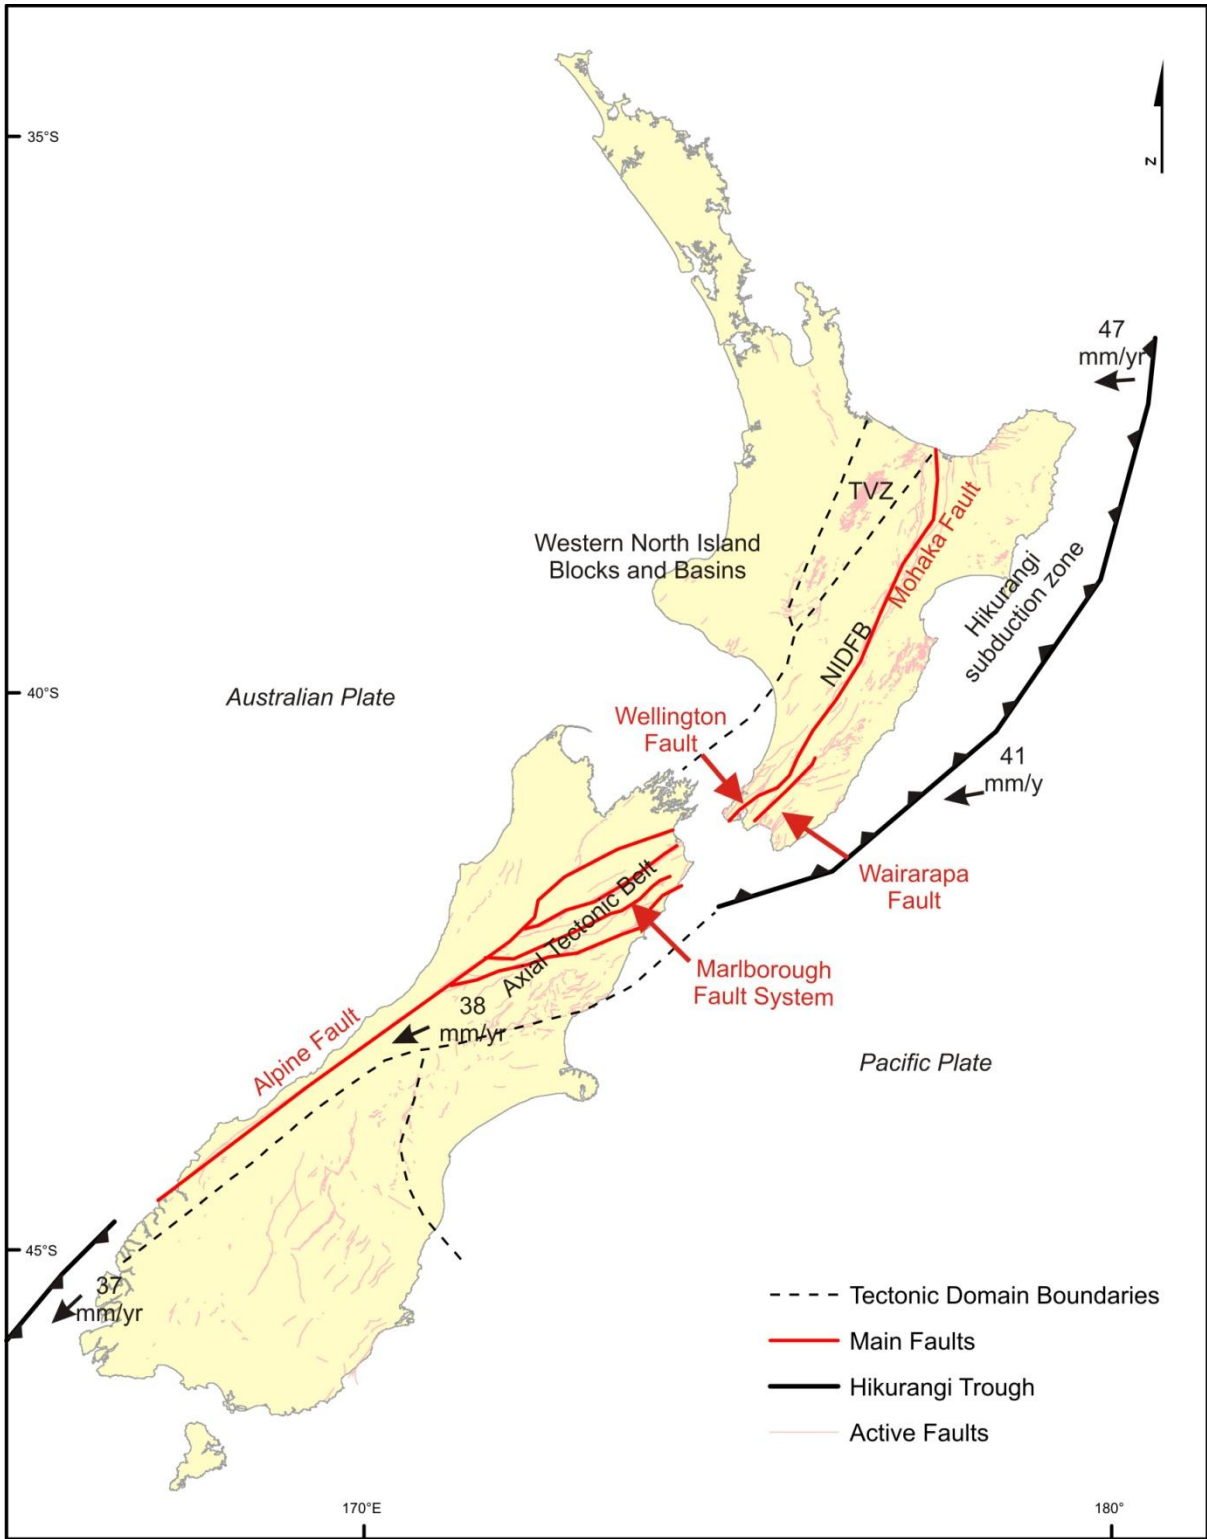 35°S
N
47
mm/yr
TVZ
Mohaka Fault
Western North Island
Blocks and Basins
Hikurangi
subduction zone
NIDFB
Australian Plate
40°S
Wellington
Fault
41
mm/y
Wairarapa
Fault
Axial Tectonic Belt
Marlborough
Fault System
38
mm/yr
Alpine Fault
Pacific Plate
45°S
37
mm/yr
Tectonic Domain Boundaries
Main Faults
Hikurangi Trough
Active Faults
170°E
180°